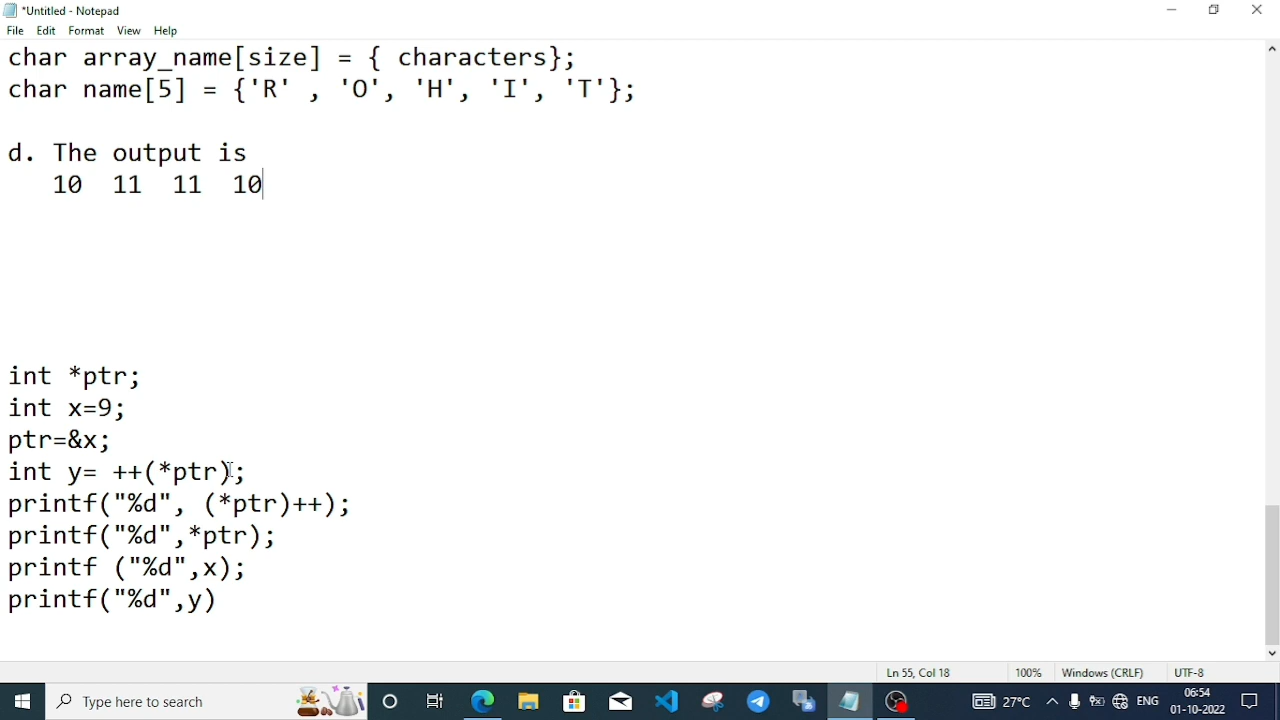 *Untitled - Notepad
File Edit Format View Help
char array_name[size] = { characters};
char name[5] = {'R' , 'O', 'H', 'I', 'T'};
d. The output is
10 11 11 10
int *ptr;
int x=9;
ptr=&x;
int y= ++(*ptr);
printf("%d", (*ptr)++);
printf("%d",*ptr);
printf ("%d",x);
printf("%d",y)
Ln 55, Col 18 100% Windows (CRLF) UTF-8
Type here to search 27°C ENG 06:54
01-10-2022